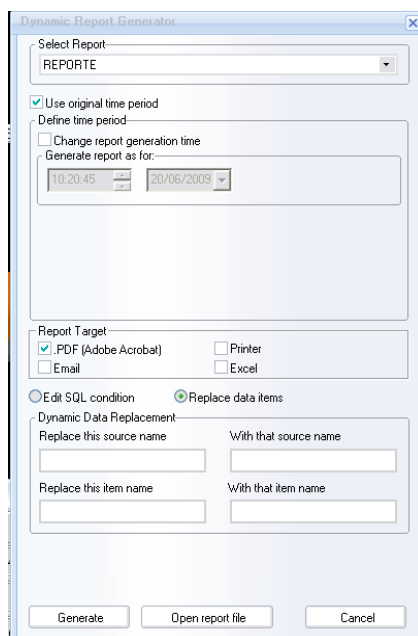 Dynamic Report Generator
Select Report
REPORTE
Use original time period
Define time period
Change report generation time
Generate report as for:
10:20:45 20/06/2009
Report Target
.PDF (Adobe Acrobat) Printer
Email Excel
Edit SQL condition Replace data items
Dynamic Data Replacement
Replace this source name With that source name
Replace this item name With that item name
Generate Open report file Cancel